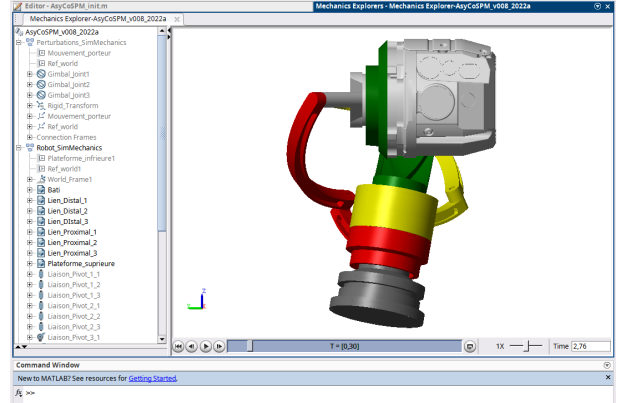 Editor - AsyCoSPM_init.m
Mechanics Explorers - Mechanics Explorer-AsyCoSPM_v008_2022a
Mechanics Explorer-AsyCoSPM_v008_2022a
AsyCoSPM_v008_2022a
Perturbations_SimMechanics
Mouvement_porteur
Ref_world
Gimbal_Joint1
Gimbal_Joint2
Gimbal_Joint3
Rigid_Transform
Mouvement_porteur
Ref_world
Connection Frames
Robot_SimMechanics
Plateforme_infrieure1
Ref_world1
World_Frame1
Bati
Lien_Distal_1
Lien_Distal_2
Lien_DIstal_3
Lien_Proximal_1
Lien_Proximal_2
Lien_Proximal_3
Plateforme_suprieure
Liaison_Pivot_1_1
Liaison_Pivot_1_2
Liaison_Pivot_1_3
Liaison_Pivot_2_1
Liaison_Pivot_2_2
Liaison_Pivot_2_3
Liaison_Pivot_3_1
Z
T = [0,30]
1X
Time 2,76
Command Window
New to MATLAB? See resources for Getting Started.
fx >>